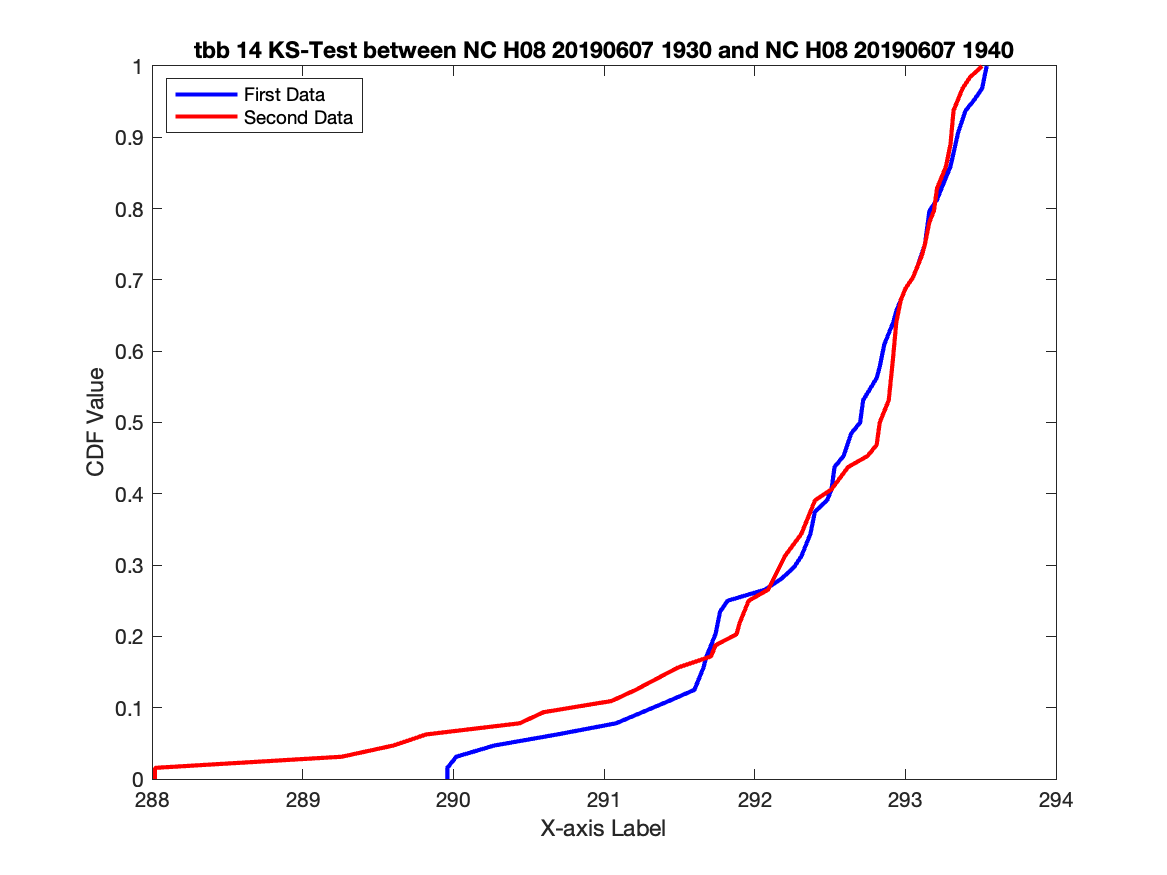 tbb 14 KS-Test between NC H08 20190607 1930 and NC H08 20190607 1940
First Data
Second Data
1
0.9
0.8
0.7
0.6
0.5
0.4
0.3
0.2
0.1
0
CDF Value
288 289 290 291 292 293 294
X-axis Label